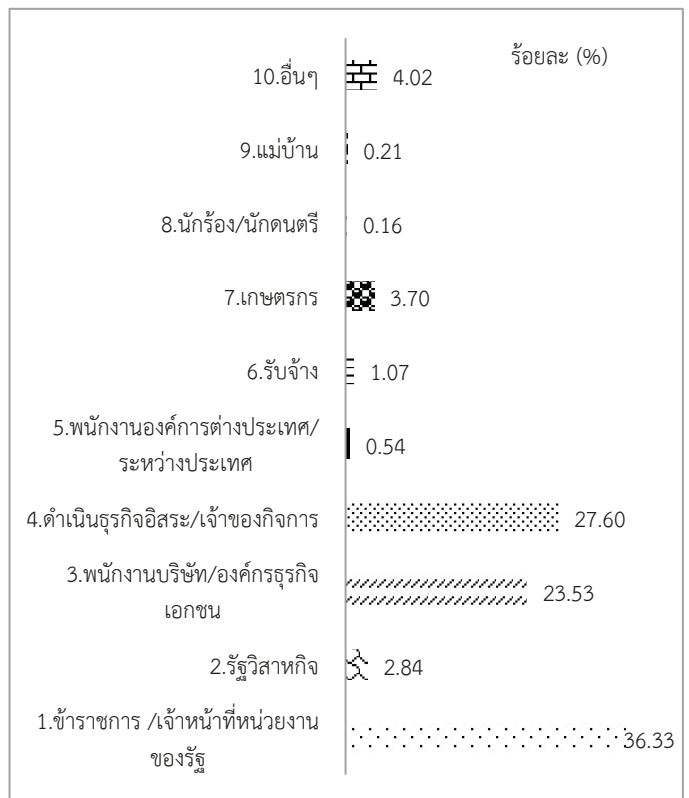 ร้อยละ (%)
10.อื่นๆ 4.02
9.แม่บ้าน 0.21
8.นักร้อง/นักดนตรี 0.16
7.เกษตรกร 3.70
6.รับจ้าง 1.07
5.พนักงานองค์การต่างประเทศ/
ระหว่างประเทศ 0.54
4.ดำเนินธุรกิจอิสระ/เจ้าของกิจการ 27.60
3.พนักงานบริษัท/องค์กรธุรกิจ
เอกชน 23.53
2.รัฐวิสาหกิจ 2.84
1.ข้าราชการ /เจ้าหน้าที่หน่วยงาน
ของรัฐ 36.33